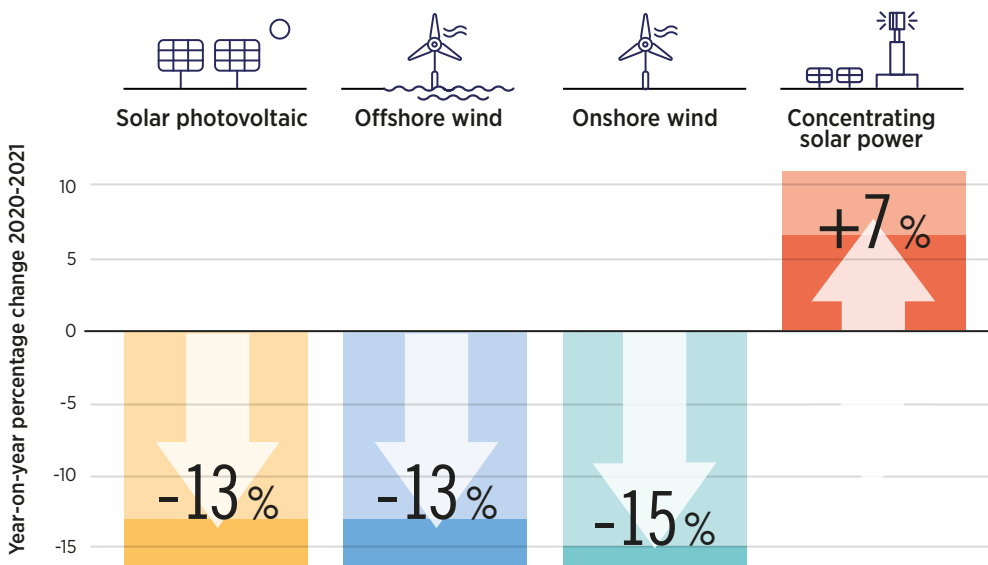 Solar photovoltaic
Offshore wind
Onshore wind
Concentrating
solar power
Year-on-year percentage change 2020-2021
10
5
0
-5
-10
-15
-13 %
-13 %
-15 %
+7 %